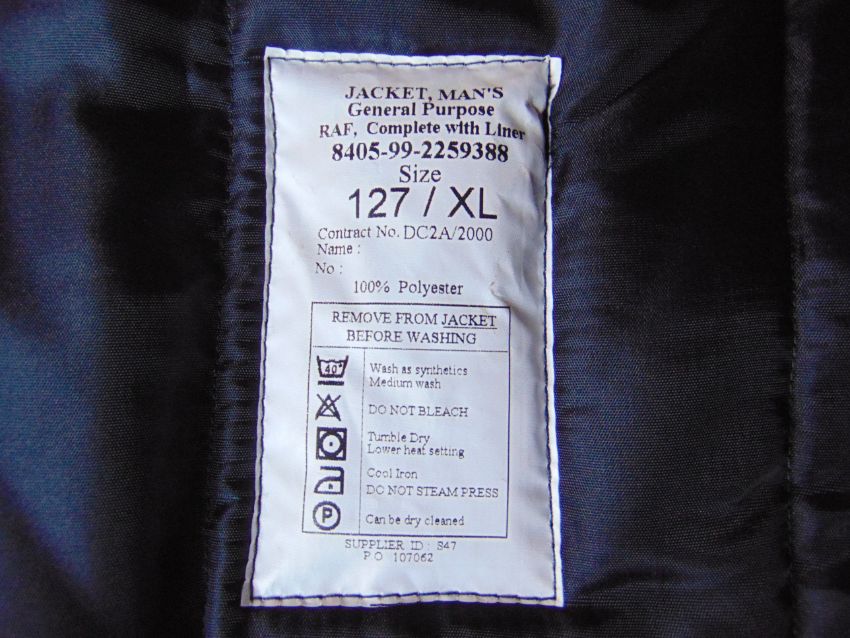 JACKET, MAN'S
General Purpose
RAF, Complete with Liner
8405-99-2259388
Size
127 / XL
Contract No. DC2A/2000
Name :
No :
100% Polyester
REMOVE FROM JACKET
BEFORE WASHING
40°
Wash as synthetics
Medium wash
DO NOT BLEACH
Tumble Dry
Lower heat setting
Cool Iron
DO NOT STEAM PRESS
P
Can be dry cleaned
SUPPLIER ID : S47
P.O 107062